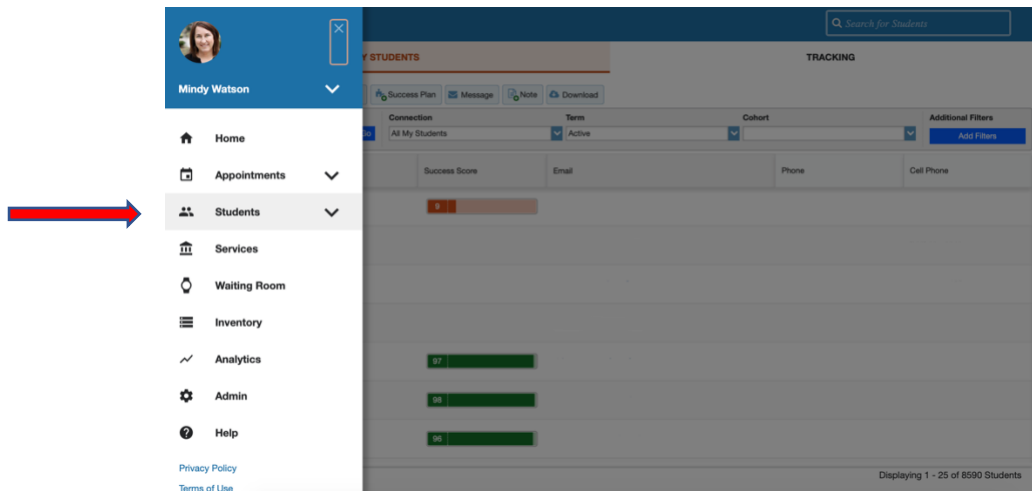 Search for Students
Mindy Watson
Y STUDENTS
TRACKING
Success Plan Message Note Download
Connection Term Cohort Additional Filters
All My Students Active Add Filters
Success Score Email Phone Cell Phone
Home
Appointments
Students
9
Services
Waiting Room
Inventory
Analytics
97
Admin
98
Help
96
Privacy Policy
Terms of Use
Displaying 1 - 25 of 8590 Students